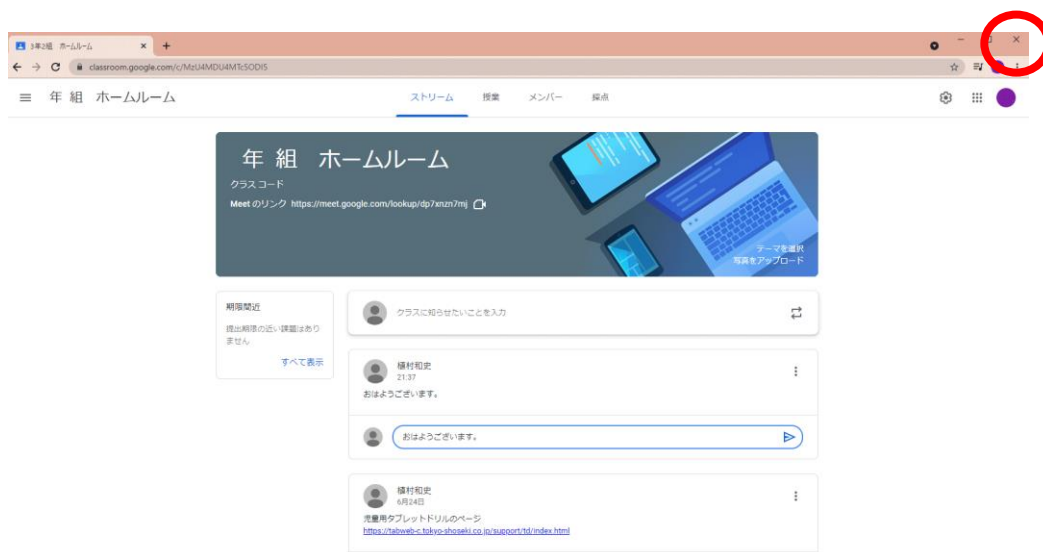 3年2組 ホームルーム
classroom.google.com/c/MzU4MDU4MTc5ODI5
年 組 ホームルーム
ストリーム 授業 メンバー 採点
年 組 ホームルーム
クラス コード
Meet のリンク https://meet.google.com/lookup/dp7xnzn7mj
テーマを選択
写真をアップロード
期限間近
提出期限の近い課題はあり
ません
すべて表示
クラスに知らせたいことを入力
植村和史
21:37
おはようございます。
おはようございます。
植村和史
6月24日
児童用タブレットドリルのページ
https://tabweb-c.tokyo-shoseki.co.jp/support/td/index.html